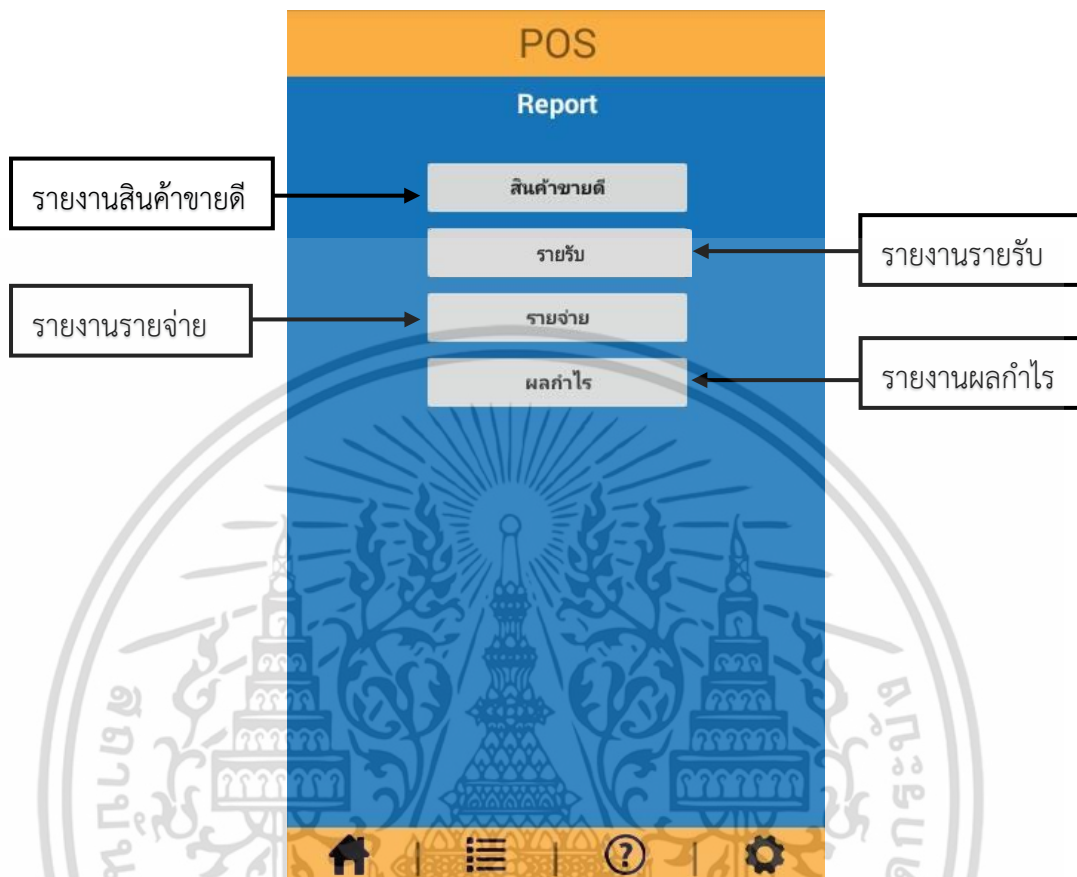 POS
Report
รายงานสินค้าขายดี
สินค้าขายดี
รายรับ
รายงานรายรับ
รายงานรายจ่าย
รายจ่าย
ผลกำไร
รายงานผลกำไร